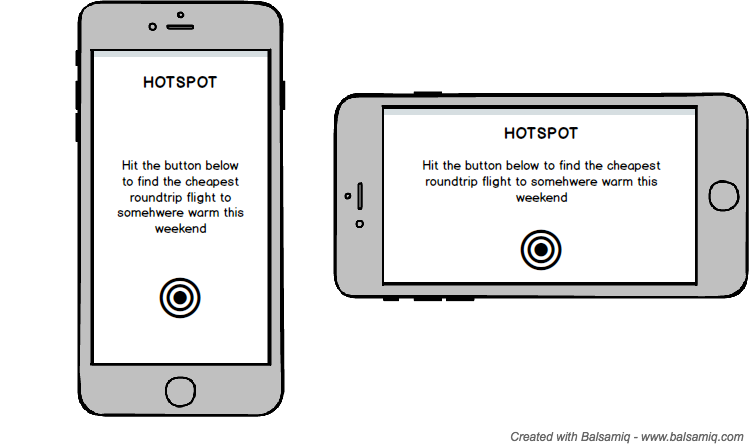 HOTSPOT
Hit the button below
to find the cheapest
roundtrip flight to
somehwere warm this
weekend
HOTSPOT
Hit the button below to find the cheapest
roundtrip flight to somehwere warm this
weekend
Created with Balsamiq - www.balsamiq.com